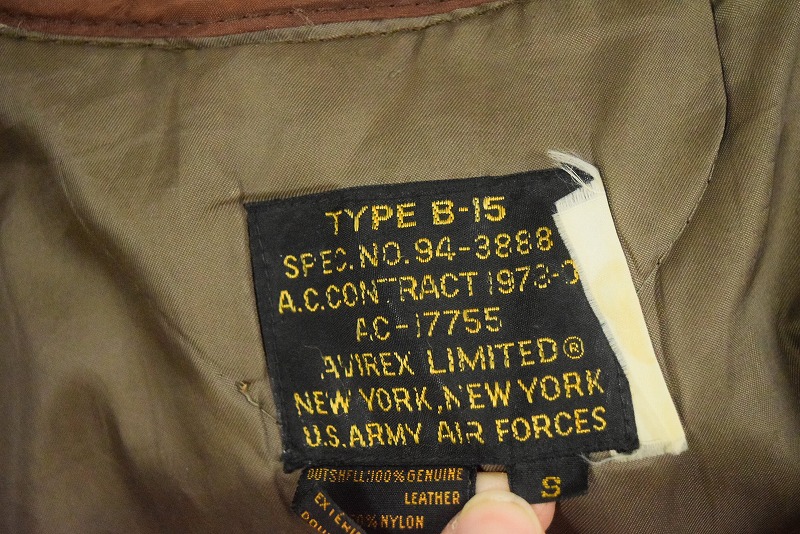 TYPE B-15
SPEC.NO.94-3888
A.C.CONTRACT 1973-
AC-17755
AVIREX LIMITED®
NEW YORK, NEW YORK
U.S.ARMY AIR FORCES
OUTSHELL:100% GENUINE
LEATHER
S
% NYLON